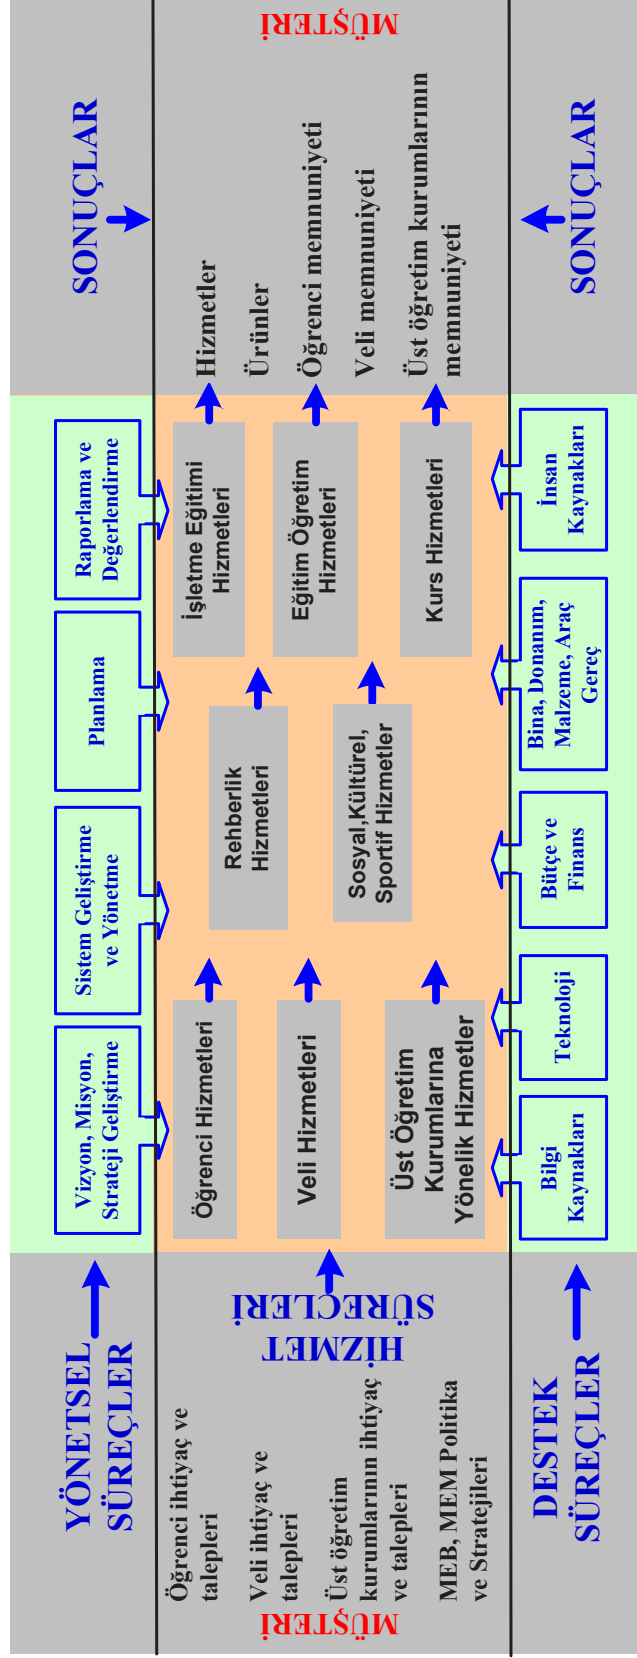 YÖNETSEL
SÜREÇLER
Vizyon, Misyon,
Strateji Geliştirme
Sistem Geliştirme
ve Yönetme
Planlama
Raporlama ve
Değerlendirme
SONUÇLAR
MÜŞTERİ
Öğrenci ihtiyaç ve
talepleri
Veli ihtiyaç ve
talepleri
Üst öğretim
kurumlarının ihtiyaç
ve talepleri
MEB, MEM Politika
ve Stratejileri
HİZMET
SÜREÇLERİ
Öğrenci Hizmetleri
Veli Hizmetleri
Üst Öğretim
Kurumlarına
Yönelik Hizmetler
Rehberlik
Hizmetleri
Sosyal,Kültürel,
Sportif Hizmetler
İşletme Eğitimi
Hizmetleri
Eğitim Öğretim
Hizmetleri
Kurs Hizmetleri
Hizmetler
Ürünler
Öğrenci memnuniyeti
Veli memnuniyeti
Üst öğretim kurumlarının
memnuniyeti
MÜŞTERİ
DESTEK
SÜREÇLER
Bilgi
Kaynakları
Teknoloji
Bütçe ve
Finans
Bina, Donanım,
Malzeme, Araç
Gereç
İnsan
Kaynakları
SONUÇLAR